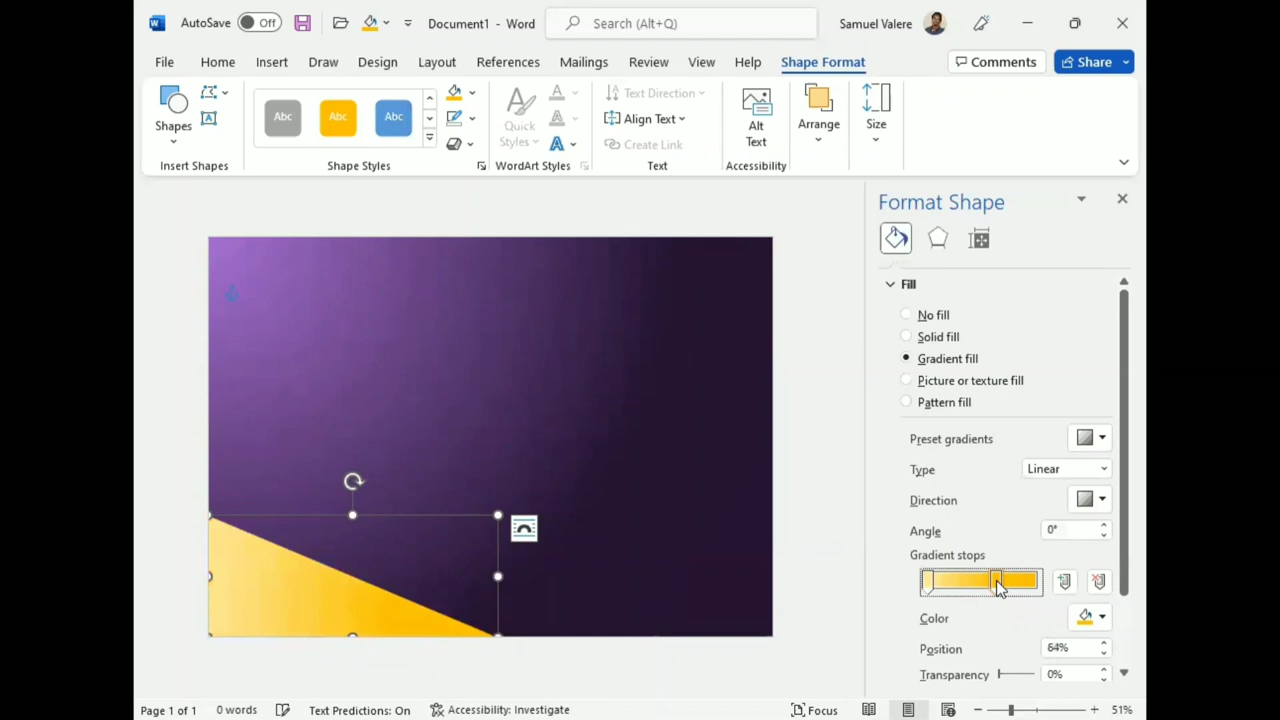 AutoSave Off Document1 - Word Search (Alt+Q) Samuel Valere
File Home Insert Draw Design Layout References Mailings Review View Help Shape Format Comments Share
Shapes
Insert Shapes
Abc Abc Abc
Shape Styles
Quick
Styles
WordArt Styles
Text Direction
Align Text
Create Link
Text
Alt
Text
Accessibility
Arrange
Size
Format Shape
Fill
No fill
Solid fill
Gradient fill
Picture or texture fill
Pattern fill
Preset gradients
Type Linear
Direction
Angle 0°
Gradient stops
Color
Position 64%
Transparency 0%
Page 1 of 1 0 words Text Predictions: On Accessibility: Investigate Focus 51%